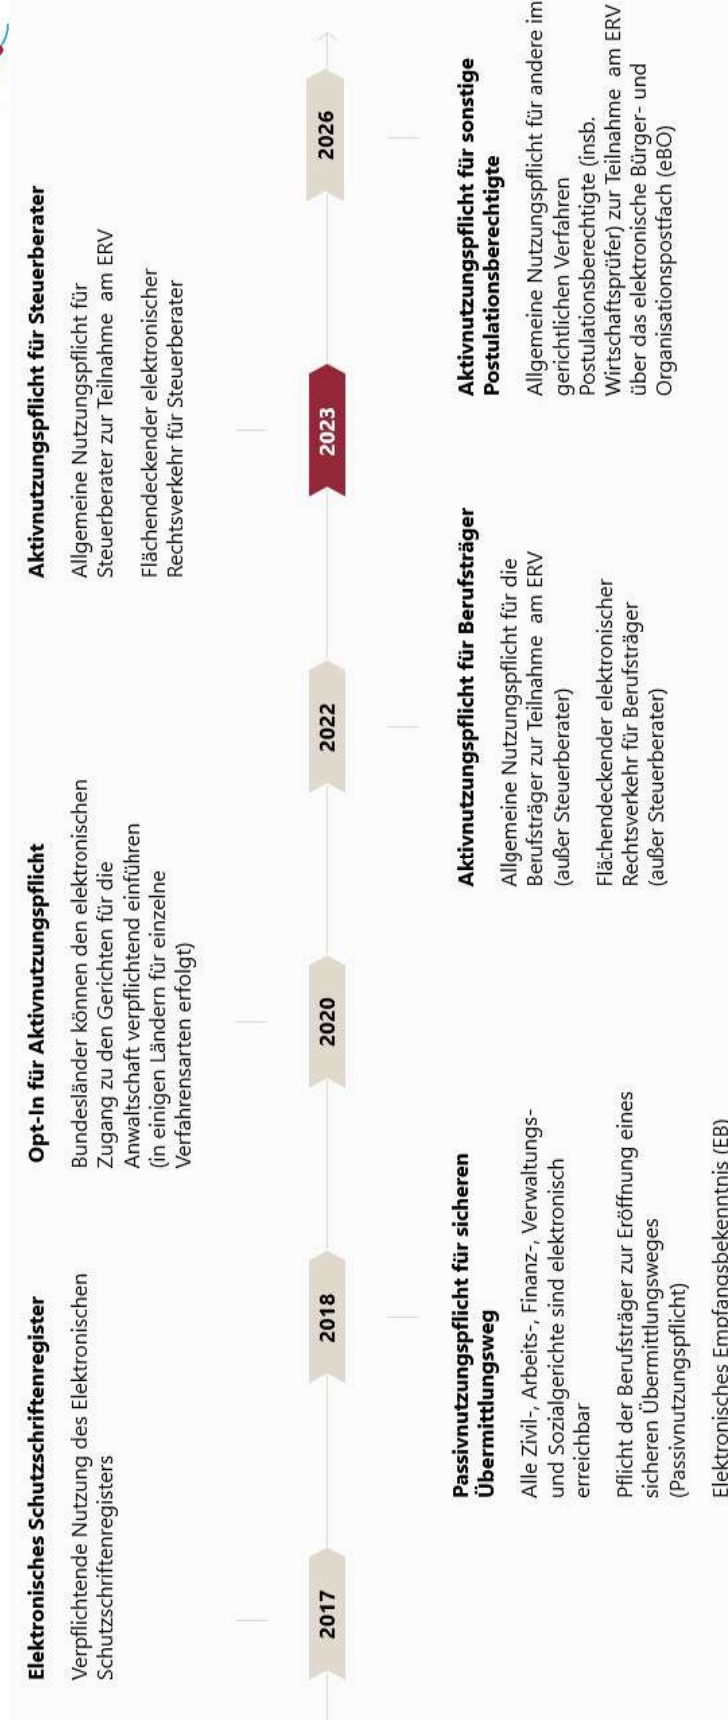 Elektronisches Schutzschriftenregister
Verpflichtende Nutzung des Elektronischen
Schutzschriftenregisters
2017
Passivnutzungspflicht für sicheren
Übermittlungsweg
Alle Zivil-, Arbeits-, Finanz-, Verwaltungs-
und Sozialgerichte sind elektronisch
erreichbar
Pflicht der Berufsträger zur Eröffnung eines
sicheren Übermittlungsweges
(Passivnutzungspflicht)
Elektronisches Empfangsbekenntnis (EB)
2018
Opt-In für Aktivnutzungspflicht
Bundesländer können den elektronischen
Zugang zu den Gerichten für die
Anwaltschaft verpflichtend einführen
(in einigen Ländern für einzelne
Verfahrensarten erfolgt)
2020
Aktivnutzungspflicht für Berufsträger
Allgemeine Nutzungspflicht für die
Berufsträger zur Teilnahme am ERV
(außer Steuerberater)
Flächendeckender elektronischer
Rechtsverkehr für Berufsträger
(außer Steuerberater)
2022
Aktivnutzungspflicht für Steuerberater
Allgemeine Nutzungspflicht für
Steuerberater zur Teilnahme am ERV
Flächendeckender elektronischer
Rechtsverkehr für Steuerberater
2023
Aktivnutzungspflicht für sonstige
Postulationsberechtigte
Allgemeine Nutzungspflicht für andere im
gerichtlichen Verfahren
Postulationsberechtigte (insb.
Wirtschaftsprüfer) zur Teilnahme am ERV
über das elektronische Bürger- und
Organisationspostfach (eBO)
2026